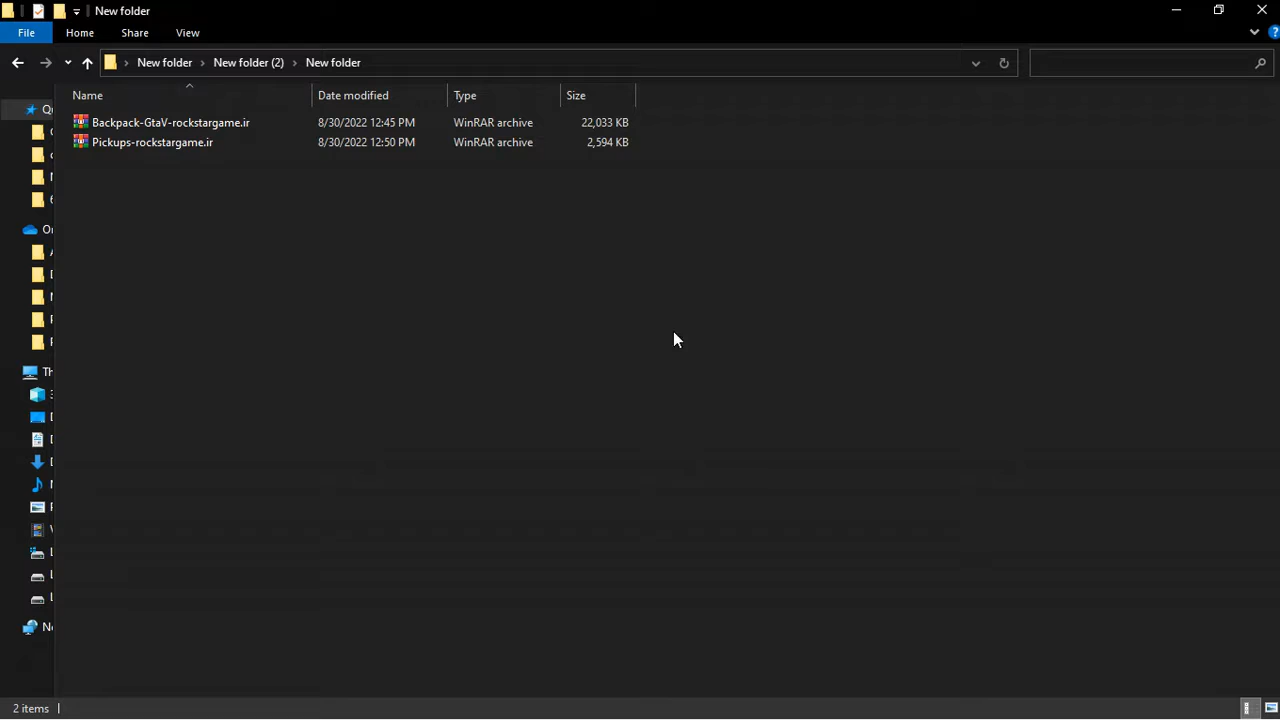 New folder
File Home Share View
New folder New folder (2) New folder
Name Date modified Type Size
Backpack-GtaV-rockstargame.ir 8/30/2022 12:45 PM WinRAR archive 22,033 KB
Pickups-rockstargame.ir 8/30/2022 12:50 PM WinRAR archive 2,594 KB
2 items